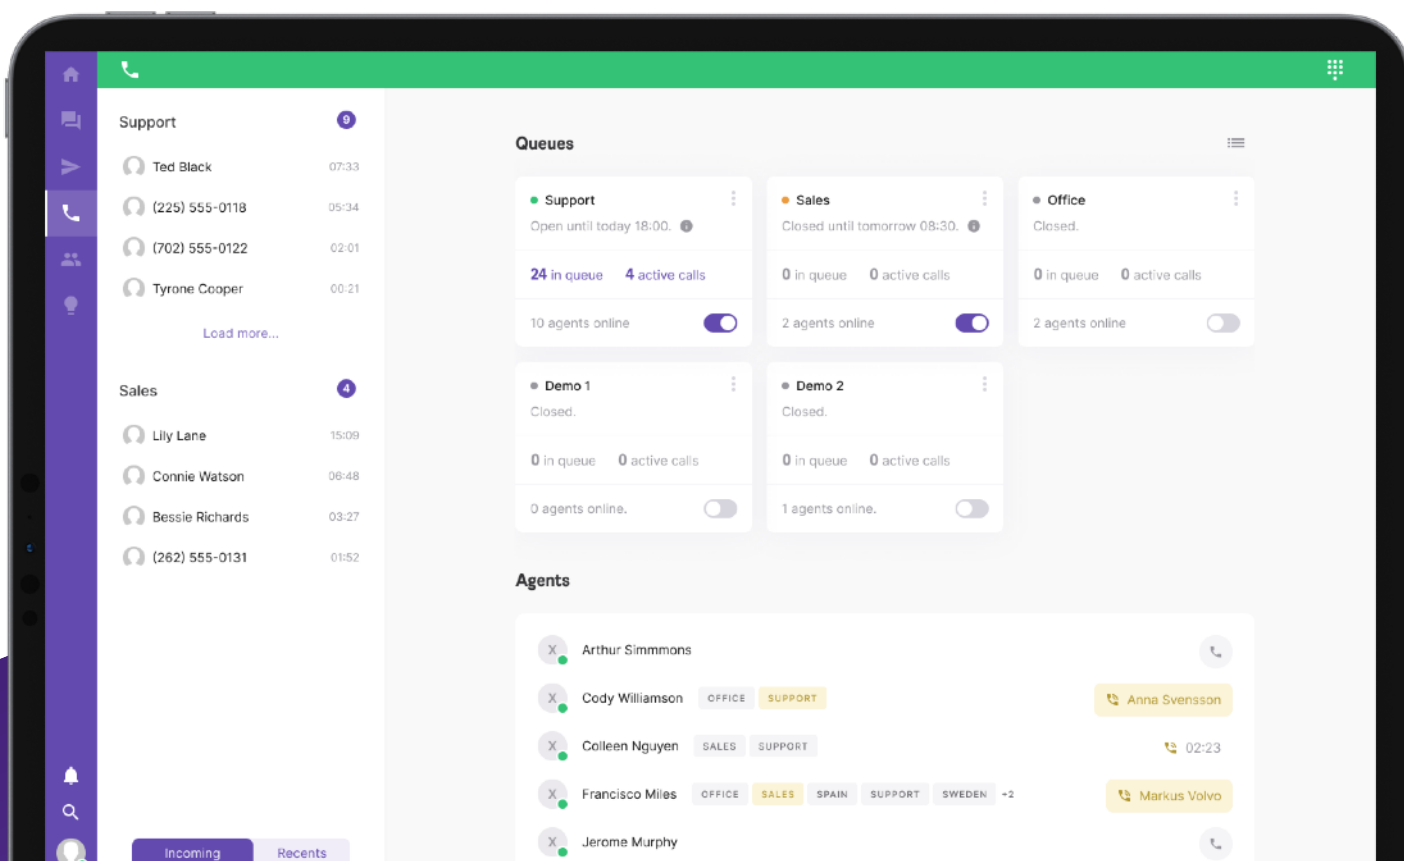 Support 9
Ted Black 07:33
(225) 555-0118 05:34
(702) 555-0122 02:01
Tyrone Cooper 00:21
Load more...
Sales 4
Lily Lane 15:09
Connie Watson 06:48
Bessie Richards 03:27
(262) 555-0131 01:52
Incoming Recents
Queues
Support
Open until today 18:00.
24 in queue 4 active calls
10 agents online
Sales
Closed until tomorrow 08:30.
0 in queue 0 active calls
2 agents online
Office
Closed.
0 in queue 0 active calls
2 agents online
Demo 1
Closed.
0 in queue 0 active calls
0 agents online.
Demo 2
Closed.
0 in queue 0 active calls
1 agents online.
Agents
X Arthur Simmmons
X Cody Williamson OFFICE SUPPORT Anna Svensson
X Colleen Nguyen SALES SUPPORT 02:23
X Francisco Miles OFFICE SALES SPAIN SUPPORT SWEDEN +2 Markus Volvo
X Jerome Murphy